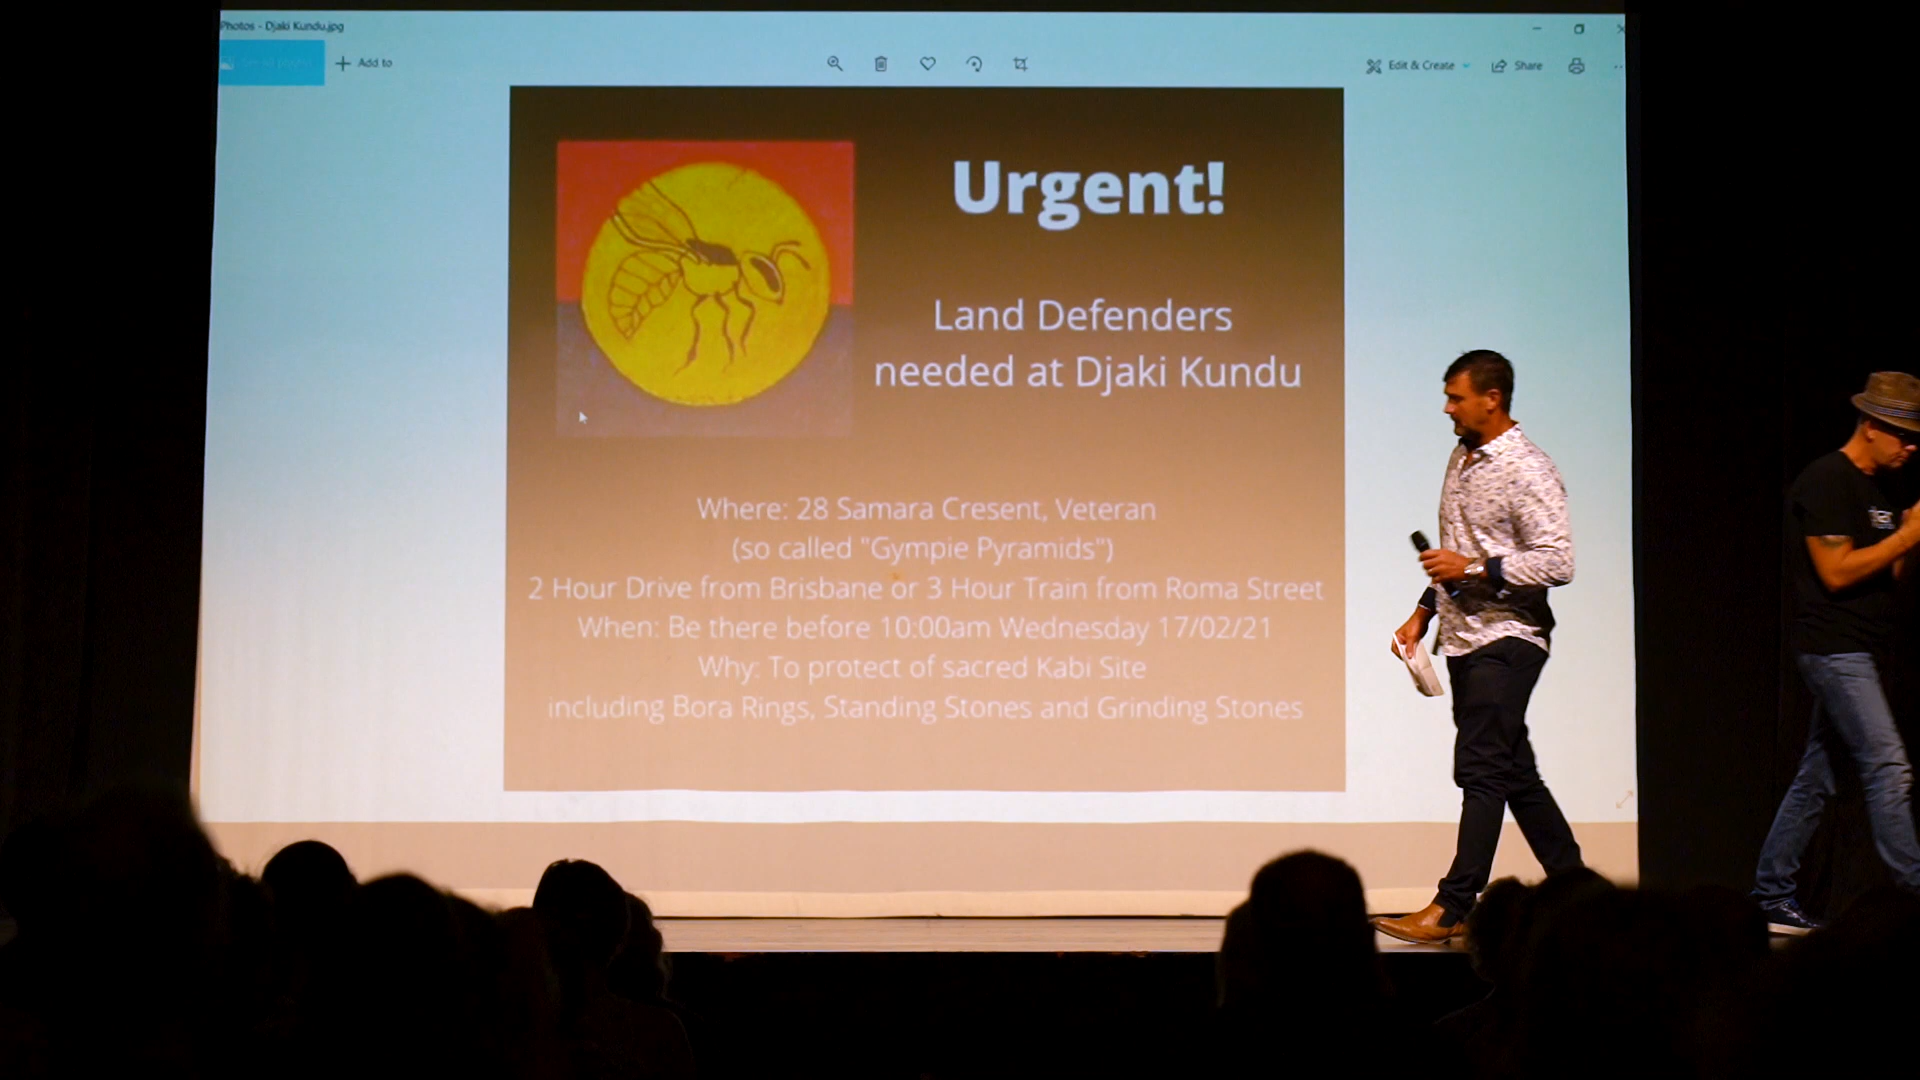 Photos - Djaki Kundu.jpg
Add to
Edit & Create
Share
Urgent!
Land Defenders
needed at Djaki Kundu
Where: 28 Samara Cresent, Veteran
(so called "Gympie Pyramids")
2 Hour Drive from Brisbane or 3 Hour Train from Roma Street
When: Be there before 10:00am Wednesday 17/02/21
Why: To protect of sacred Kabi Site
including Bora Rings, Standing Stones and Grinding Stones